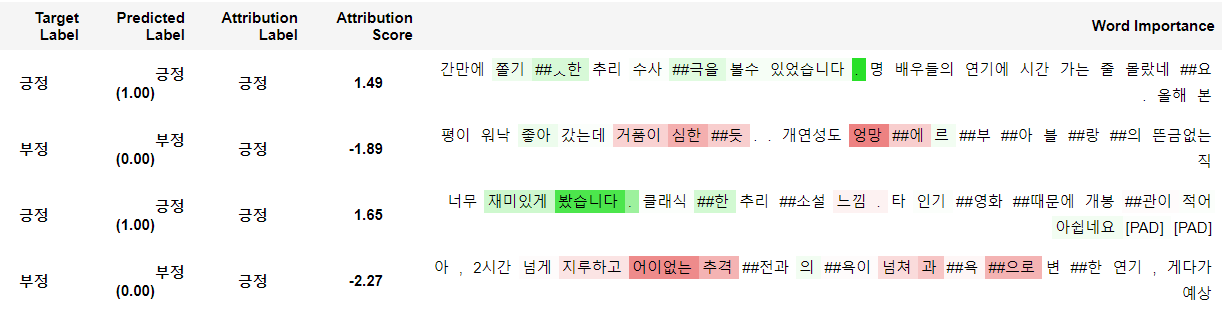 Target Label Predicted Label Attribution Label Attribution Score Word Importance
긍정 긍정 (1.00) 긍정 1.49 간만에 쫄기 ##ᆺ한 추리 수사 ##극을 볼수 있었습니다 . 명 배우들의 연기에 시간 가는 줄 몰랐네 ##요
. 올해 본
부정 부정 (0.00) 긍정 -1.89 평이 워낙 좋아 갔는데 거품이 심한 ##듯 . . 개연성도 엉망 ##에 르 ##부 ##아 블 ##랑 ##의 뜬금없는
직
긍정 긍정 (1.00) 긍정 1.65 너무 재미있게 봤습니다 . 클래식 ##한 추리 ##소설 느낌 . 타 인기 ##영화 ##때문에 개봉 ##관이 적어
아쉽네요 [PAD] [PAD]
부정 부정 (0.00) 긍정 -2.27 아 , 2시간 넘게 지루하고 어이없는 추격 ##전과 의 ##욕이 넘쳐 과 ##욕 ##으로 변 ##한 연기 , 게다가
예상